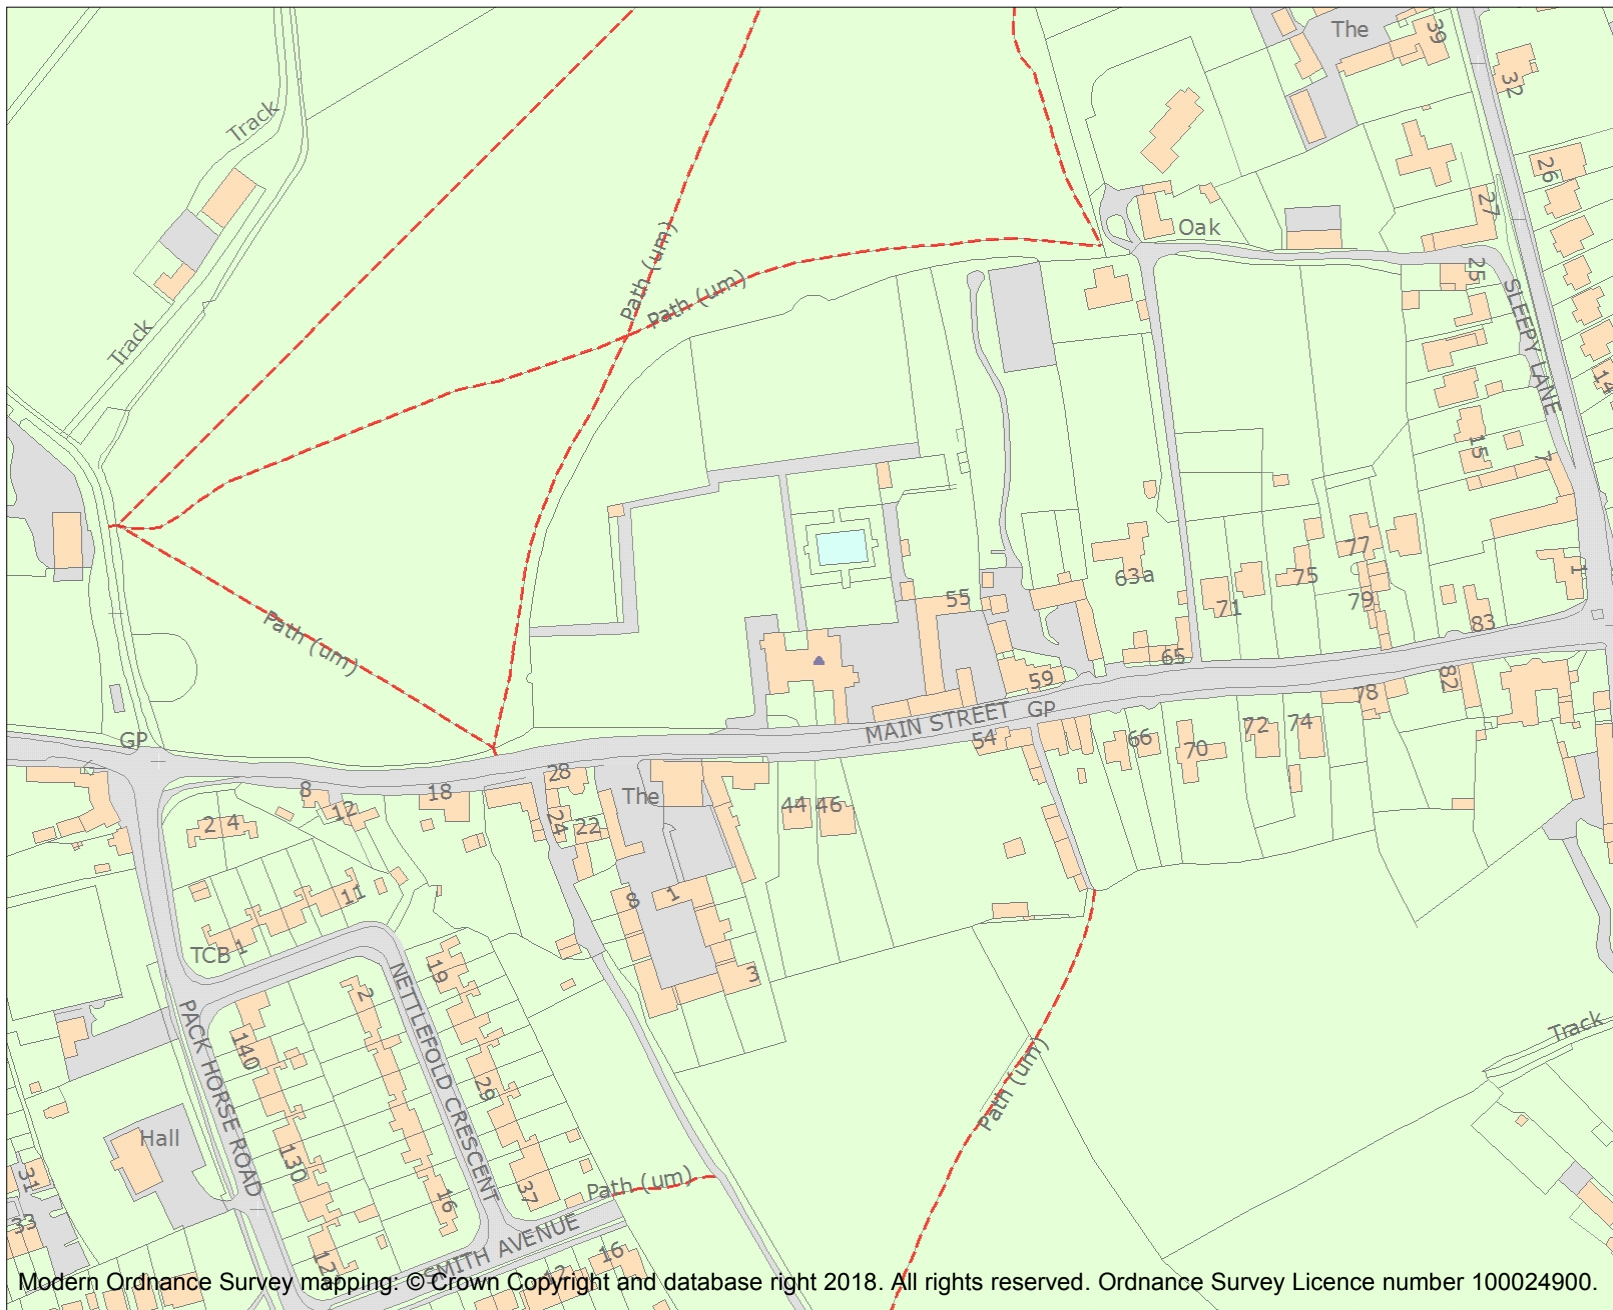 The
39
32
Track
26
27
Oak
Path (um)
Path (um)
25
SLEEPY LANE
Track
14
15
7
77
1
63a
75
55
71
79
83
Path (um)
65
59
82
78
MAIN STREET
GP
GP
54
66
72
74
70
28
8
18
The
12
44
46
2
4
24
22
11
8
1
TCB
1
19
3
2
PACK HORSE ROAD
NETTLEFOLD CRESCENT
140
Track
Path (um)
29
Hall
130
31
37
16
Path (um)
33
SMITH AVENUE
16
12
Modern Ordnance Survey mapping: © Crown Copyright and database right 2018. All rights reserved. Ordnance Survey Licence number 100024900.